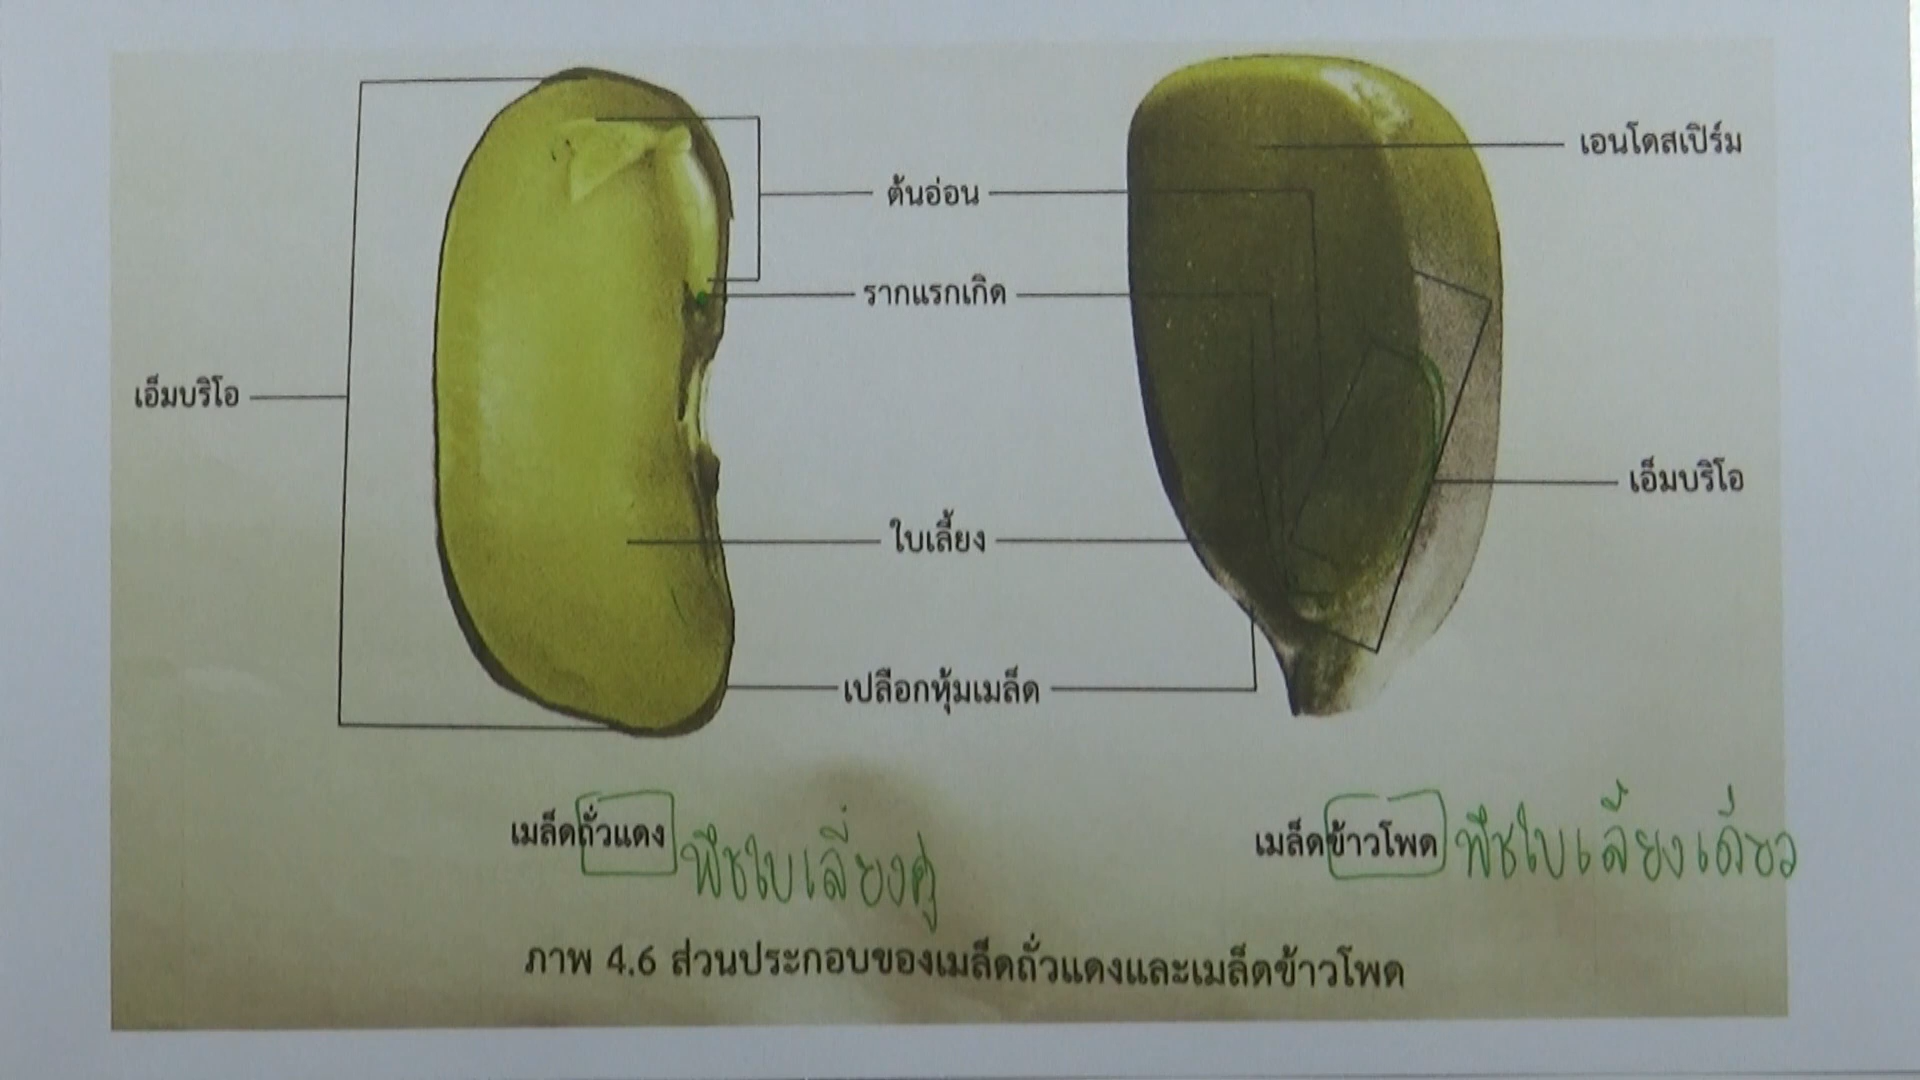 เอนโดสเปิร์ม
ต้นอ่อน
รากแรกเกิด
เอ็มบริโอ
เอ็มบริโอ
ใบเลี้ยง
เปลือกหุ้มเมล็ด
เมล็ดถั่วแดง พืชใบเลี้ยงคู่
เมล็ดข้าวโพด พืชใบเลี้ยงเดี่ยว
ภาพ 4.6 ส่วนประกอบของเมล็ดถั่วแดงและเมล็ดข้าวโพด